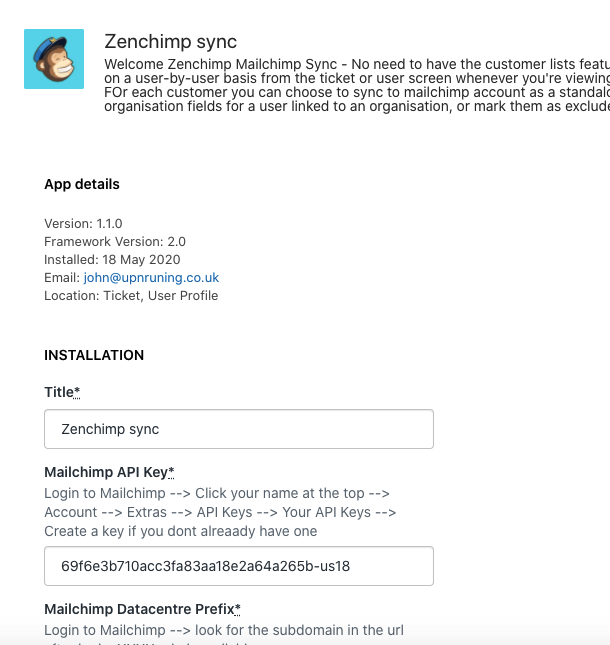 Zenchimp sync
Welcome Zenchimp Mailchimp Sync - No need to have the customer lists
on a user-by-user basis from the ticket or user screen whenever you're viewing
FOr each customer you can choose to sync to mailchimp account as a
organisation fields for a user linked to an organisation, or mark them as
App details
Version: 1.1.0
Framework Version: 2.0
Installed: 18 May 2020
Email: john@upnruning.co.uk
Location: Ticket, User Profile
INSTALLATION
Title*
Zenchimp sync
Mailchimp API Key*
Login to Mailchimp --> Click your name at the top -->
Account --> Extras --> API Keys --> Your API Keys -->
Create a key if you dont alreaady have one
69f6e3b710acc3fa83aa18e2a64a265b-us18
Mailchimp Datacentre Prefix*
Login to Mailchimp --> look for the subdomain in the url